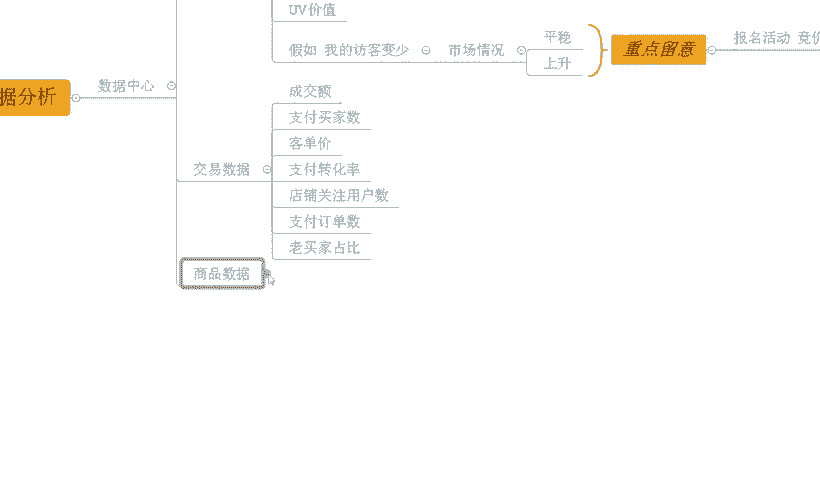 UV价值
假如 我的访客变少
市场情况
平稳
上升
重点留意
报名活动 竞价
据分析
数据中心
成交额
支付买家数
客单价
交易数据
支付转化率
店铺关注用户数
支付订单数
老买家占比
商品数据